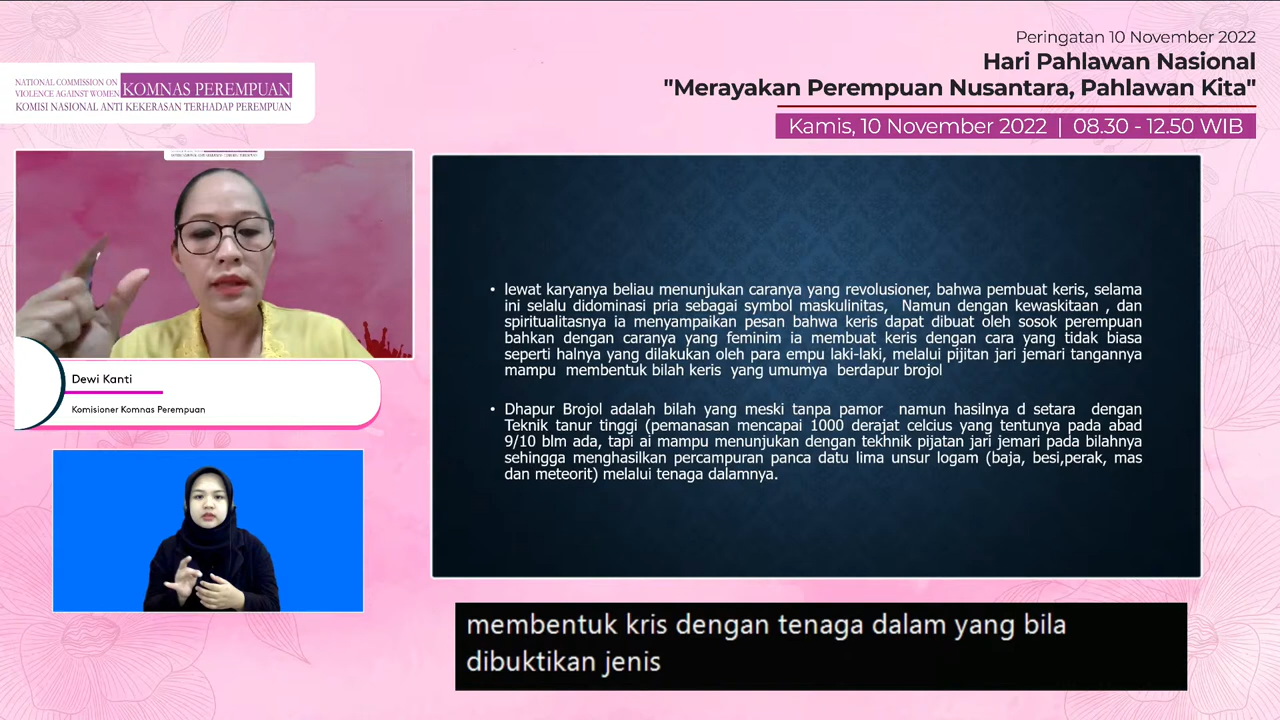 Peringatan 10 November 2022
Hari Pahlawan Nasional
"Merayakan Perempuan Nusantara, Pahlawan Kita"
Kamis, 10 November 2022 | 08.30 - 12.50 WIB
NATIONAL COMMISSION ON
VIOLENCE AGAINST WOMEN
KOMNAS PEREMPUAN
KOMISI NASIONAL ANTI KEKERASAN TERHADAP PEREMPUAN
Dewi Kanti
Komisioner Komnas Perempuan
• lewat karyanya beliau menunjukan caranya yang revolusioner, bahwa pembuat keris, selama
ini selalu didominasi pria sebagai symbol maskulinitas, Namun dengan kewaskitaan , dan
spiritualitasnya ia menyampaikan pesan bahwa keris dapat dibuat oleh sosok perempuan
bahkan dengan caranya yang feminim ia membuat keris dengan cara yang tidak biasa
seperti halnya yang dilakukan oleh para empu laki-laki, melalui pijitan jari jemari tangannya
mampu membentuk bilah keris yang umumya berdapur brojol
• Dhapur Brojol adalah bilah yang meski tanpa pamor namun hasilnya d setara dengan
Teknik tanur tinggi (pemanasan mencapai 1000 derajat celcius yang tentunya pada abad
9/10 blm ada, tapi ai mampu menunjukan dengan tekhnik pijatan jari jemari pada bilahnya
sehingga menghasilkan percampuran panca datu lima unsur logam (baja, besi,perak, mas
dan meteorit) melalui tenaga dalamnya.
membentuk kris dengan tenaga dalam yang bila
dibuktikan jenis